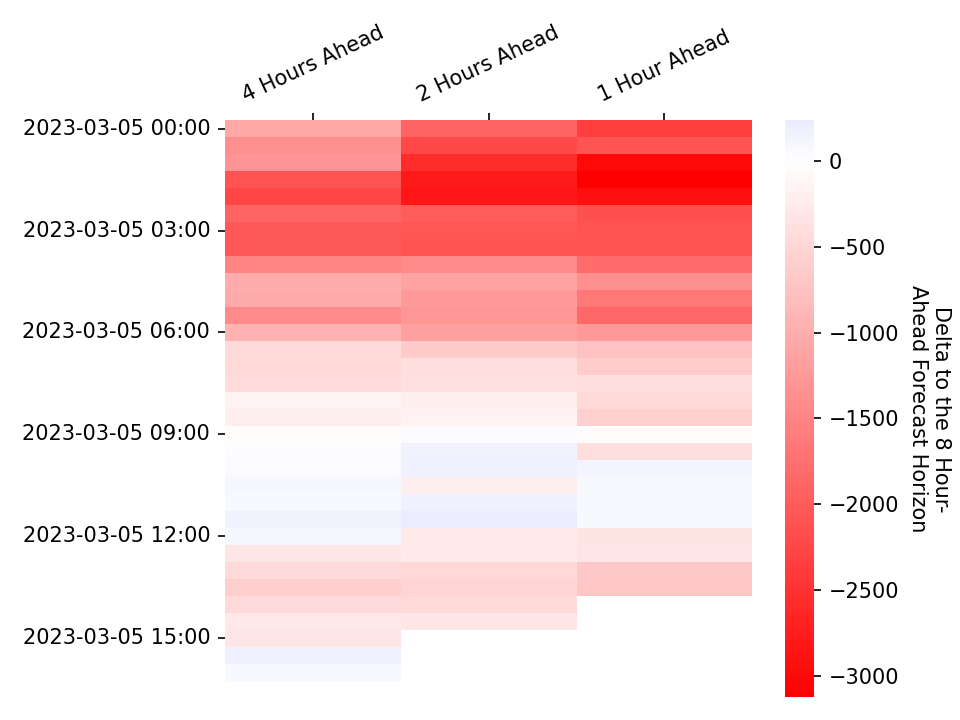 4 Hours Ahead
2 Hours Ahead
1 Hour Ahead
2023-03-05 00:00
2023-03-05 03:00
2023-03-05 06:00
2023-03-05 09:00
2023-03-05 12:00
2023-03-05 15:00
0
−500
−1000
−1500
−2000
−2500
−3000
Delta to the 8 Hour-
Ahead Forecast Horizon